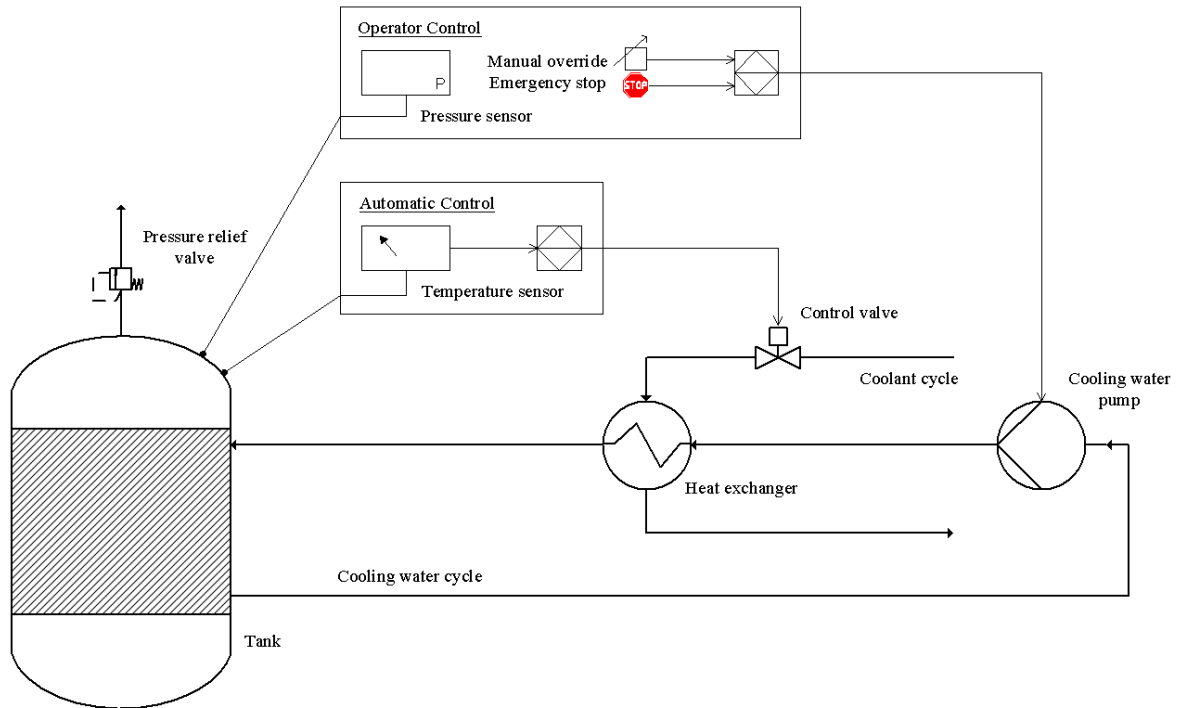 Operator Control
Manual override
Emergency stop
STOP
P
Pressure sensor
Automatic Control
Pressure relief
valve
Temperature sensor
Control valve
Coolant cycle
Cooling water
pump
Heat exchanger
Cooling water cycle
Tank